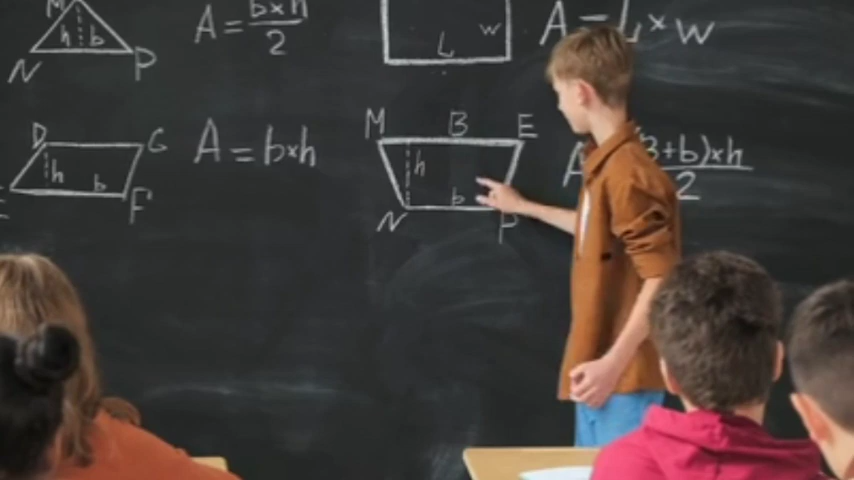 M
h b
N P
A = b×h
2
L W
A = L × W
D G
h
b
E F
A = b×h
M B E
h
b
N P
A
B+b)×h
2